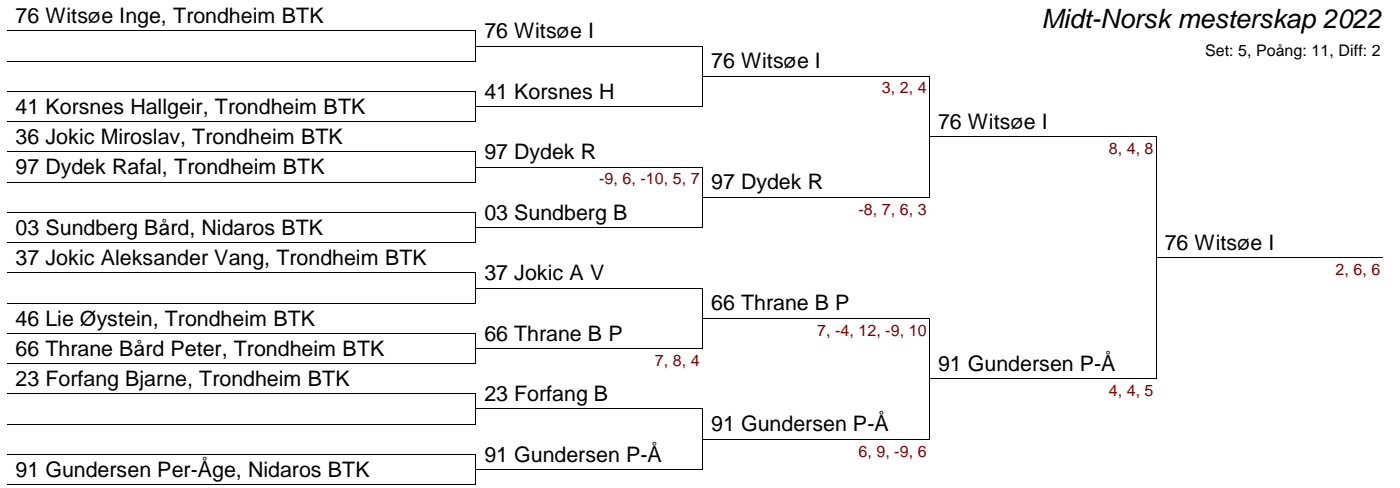 76 Witsøe Inge, Trondheim BTK
Midt-Norsk mesterskap 2022
Set: 5, Poång: 11, Diff: 2
76 Witsøe I
76 Witsøe I
3, 2, 4
41 Korsnes H
41 Korsnes Hallgeir, Trondheim BTK
76 Witsøe I
8, 4, 8
36 Jokic Miroslav, Trondheim BTK
97 Dydek R
-9, 6, -10, 5, 7
97 Dydek Rafal, Trondheim BTK
97 Dydek R
-8, 7, 6, 3
03 Sundberg B
03 Sundberg Bård, Nidaros BTK
76 Witsøe I
2, 6, 6
37 Jokic Aleksander Vang, Trondheim BTK
37 Jokic A V
66 Thrane B P
7, -4, 12, -9, 10
46 Lie Øystein, Trondheim BTK
66 Thrane B P
7, 8, 4
66 Thrane Bård Peter, Trondheim BTK
91 Gundersen P-Å
4, 4, 5
23 Forfang Bjarne, Trondheim BTK
23 Forfang B
91 Gundersen P-Å
6, 9, -9, 6
91 Gundersen P-Å
91 Gundersen Per-Åge, Nidaros BTK